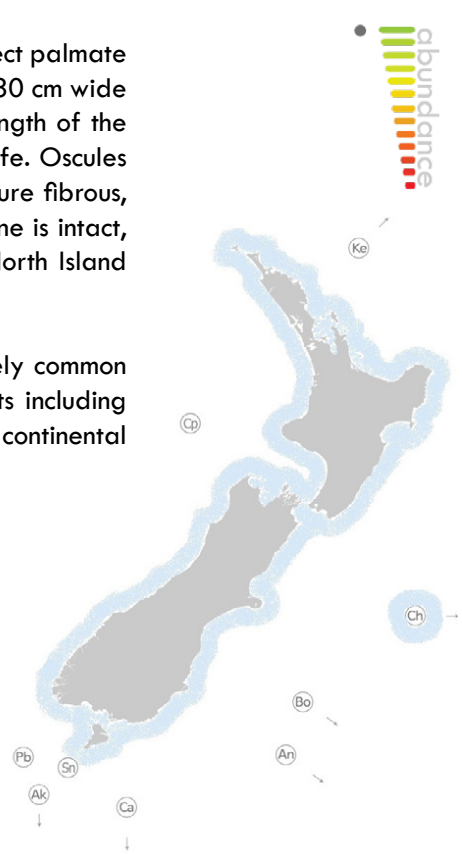 ect palmate
30 cm wide
ngth of the
fe. Oscules
ure fibrous,
ne is intact,
North Island
ely common
ts including
continental
abundance
Ke
Cp
Ch
Bo
An
Pb
Sn
Ak
Ca